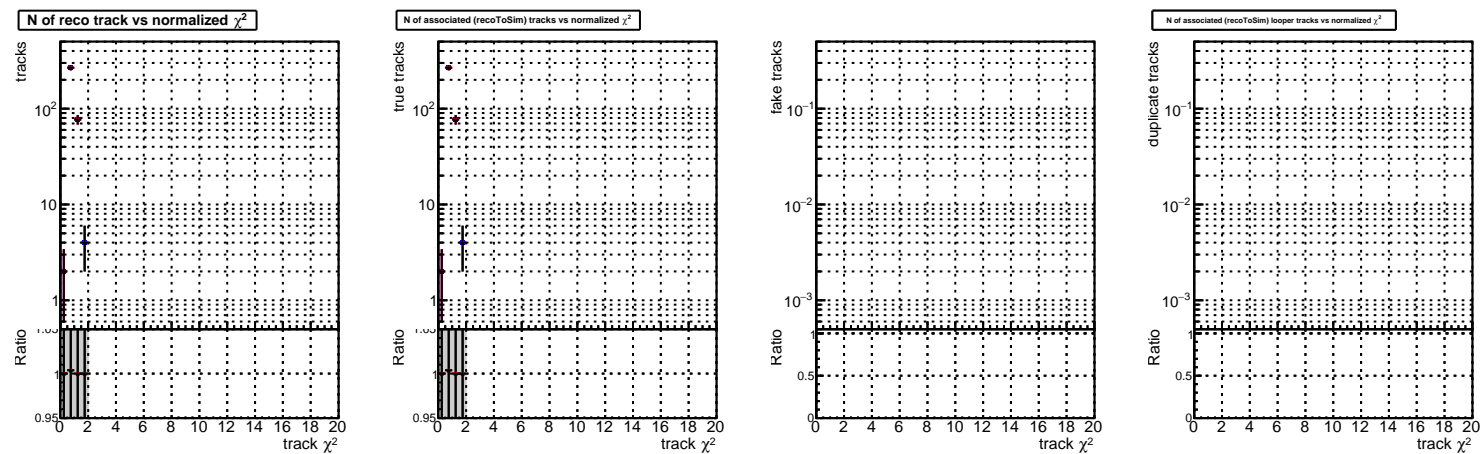 N of reco track vs normalized χ²
tracks
10²
10
1
Ratio
1.05
1
0.95
0 2 4 6 8 10 12 14 16 18 20
track χ²
N of associated (recoToSim) tracks vs normalized χ²
true tracks
10²
10
1
Ratio
1.05
1
0.95
0 2 4 6 8 10 12 14 16 18 20
track χ²
fake tracks
10⁻¹
10⁻²
10⁻³
Ratio
1
0.5
0
0 2 4 6 8 10 12 14 16 18 20
track χ²
N of associated (recoToSim) looper tracks vs normalized χ²
duplicate tracks
10⁻¹
10⁻²
10⁻³
Ratio
1
0.5
0
0 2 4 6 8 10 12 14 16 18 20
track χ²